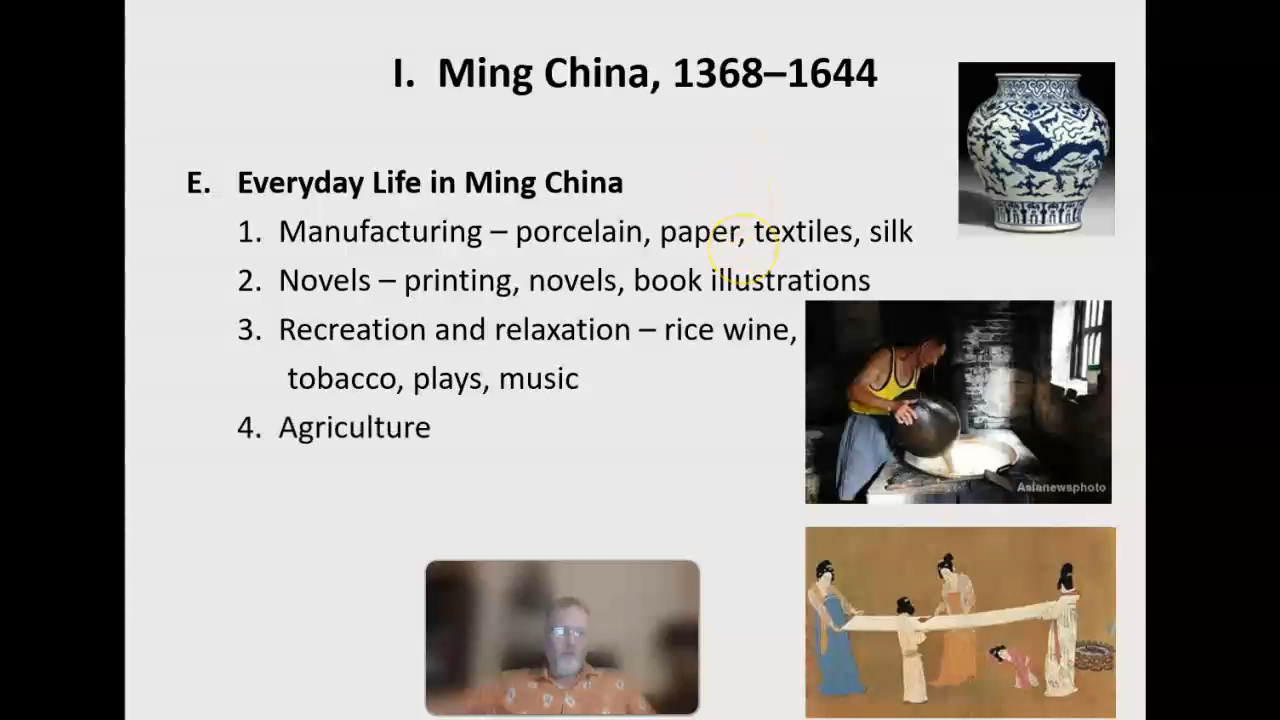 I. Ming China, 1368–1644
E. Everyday Life in Ming China
1. Manufacturing – porcelain, paper, textiles, silk
2. Novels – printing, novels, book illustrations
3. Recreation and relaxation – rice wine,
tobacco, plays, music
4. Agriculture
Asianewsphoto